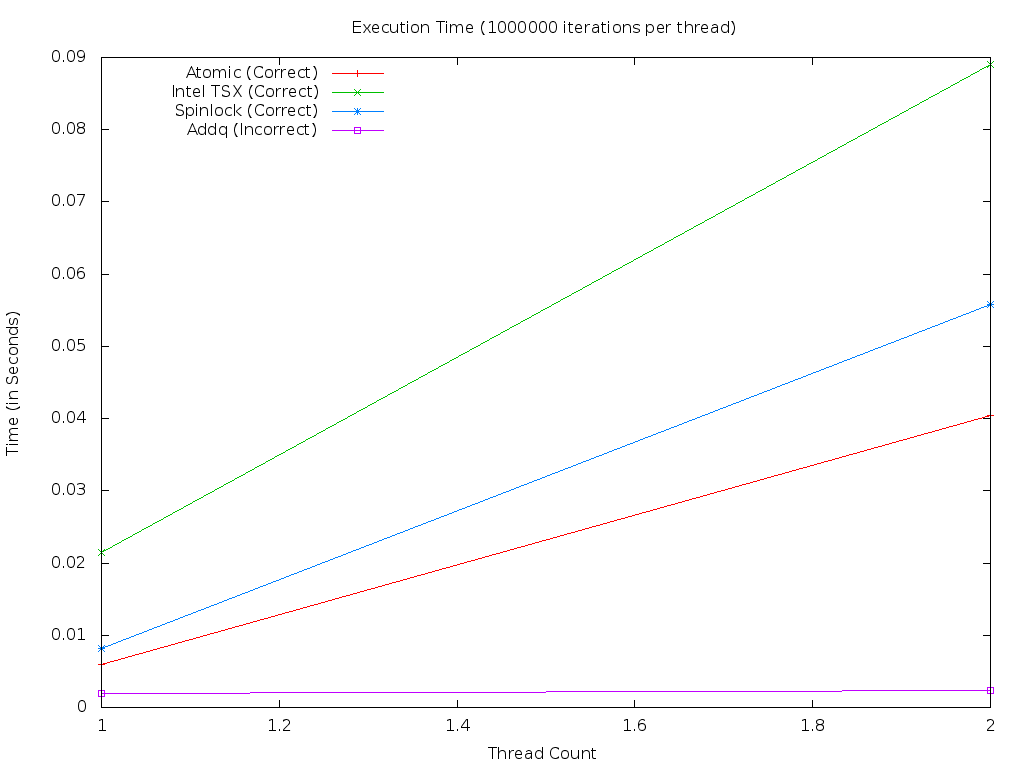 Execution Time (1000000 iterations per thread)
0.09
0.08
0.07
0.06
0.05
0.04
0.03
0.02
0.01
0
Time (in Seconds)
Atomic (Correct)
Intel TSX (Correct)
Spinlock (Correct)
Addq (Incorrect)
1 1.2 1.4 1.6 1.8 2
Thread Count